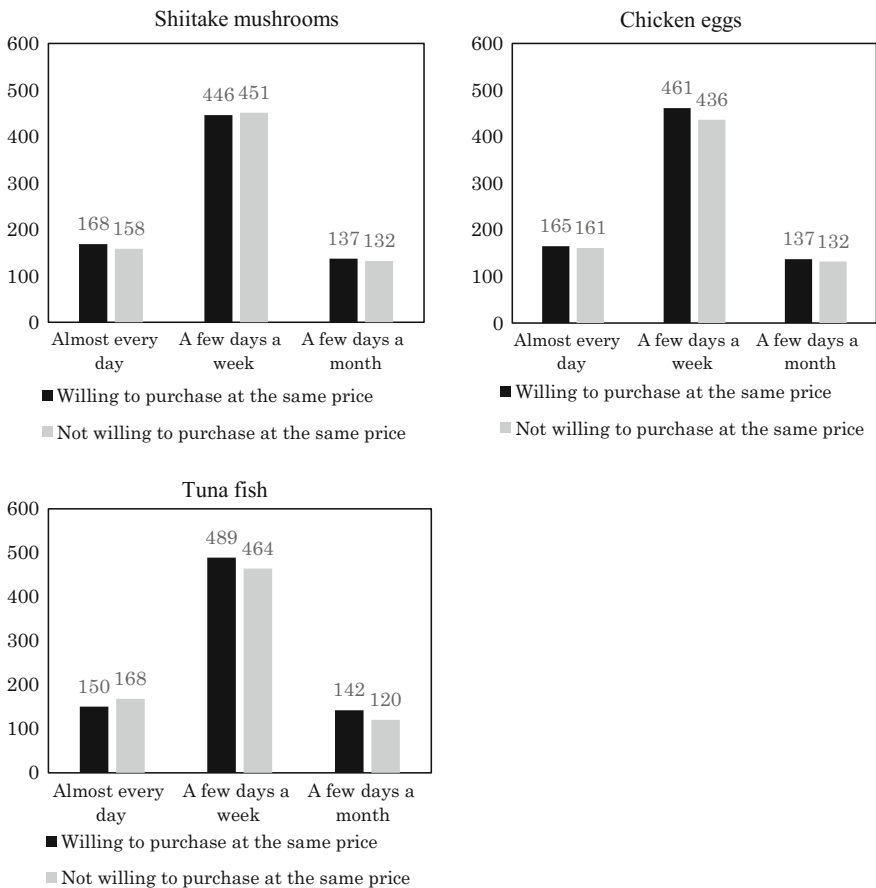 Shiitake mushrooms
600
500
400
300
200
100
0
168 158
446 451
137 132
Almost every day
A few days a week
A few days a month
Willing to purchase at the same price
Not willing to purchase at the same price
Chicken eggs
600
500
400
300
200
100
0
165 161
461 436
137 132
Almost every day
A few days a week
A few days a month
Willing to purchase at the same price
Not willing to purchase at the same price
Tuna fish
600
500
400
300
200
100
0
150 168
489 464
142 120
Almost every day
A few days a week
A few days a month
Willing to purchase at the same price
Not willing to purchase at the same price